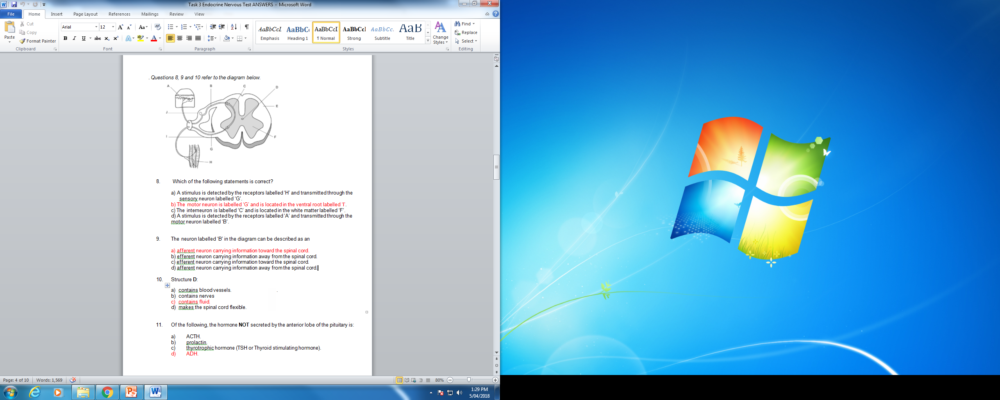 Task 3 Endocrine Nervous Test ANSWERS - Microsoft Word
File Home Insert Page Layout References Mailings Review View
Paste
Cut
Copy
Format Painter
Clipboard
Arial 12
Font
Paragraph
AaBbCcI AaBbC AaBbCcI AaBbCcI AaBbCc. AaB
Emphasis Heading 1 ¶ Normal Strong Subtitle Title
Change Styles
Styles
Find
Replace
Select
Editing
. Questions 8, 9 and 10 refer to the diagram below.
A B C D
E
J
I F
G
H
8. Which of the following statements is correct?
a) A stimulus is detected by the receptors labelled ‘H’ and transmitted through the
sensory neuron labelled ‘G’.
b) The motor neuron is labelled ‘G’ and is located in the ventral root labelled ‘I’.
c) The interneuron is labelled ‘C’ and is located in the white matter labelled ‘F’.
d) A stimulus is detected by the receptors labelled ‘A’ and transmitted through the
motor neuron labelled ‘B’.
9. The neuron labelled ‘B’ in the diagram can be described as an
a) afferent neuron carrying information toward the spinal cord.
b) efferent neuron carrying information away from the spinal cord.
c) efferent neuron carrying information toward the spinal cord.
d) afferent neuron carrying information away from the spinal cord.
10. Structure D:
a) contains blood vessels. .
b) contains nerves
c) contains fluid.
d) makes the spinal cord flexible.
11. Of the following, the hormone NOT secreted by the anterior lobe of the pituitary is:
a) ACTH.
b) prolactin.
c) thyrotrophic hormone (TSH or Thyroid stimulating hormone).
d) ADH.
Page: 4 of 10 Words: 1,569 80%
1:29 PM
5/04/2018